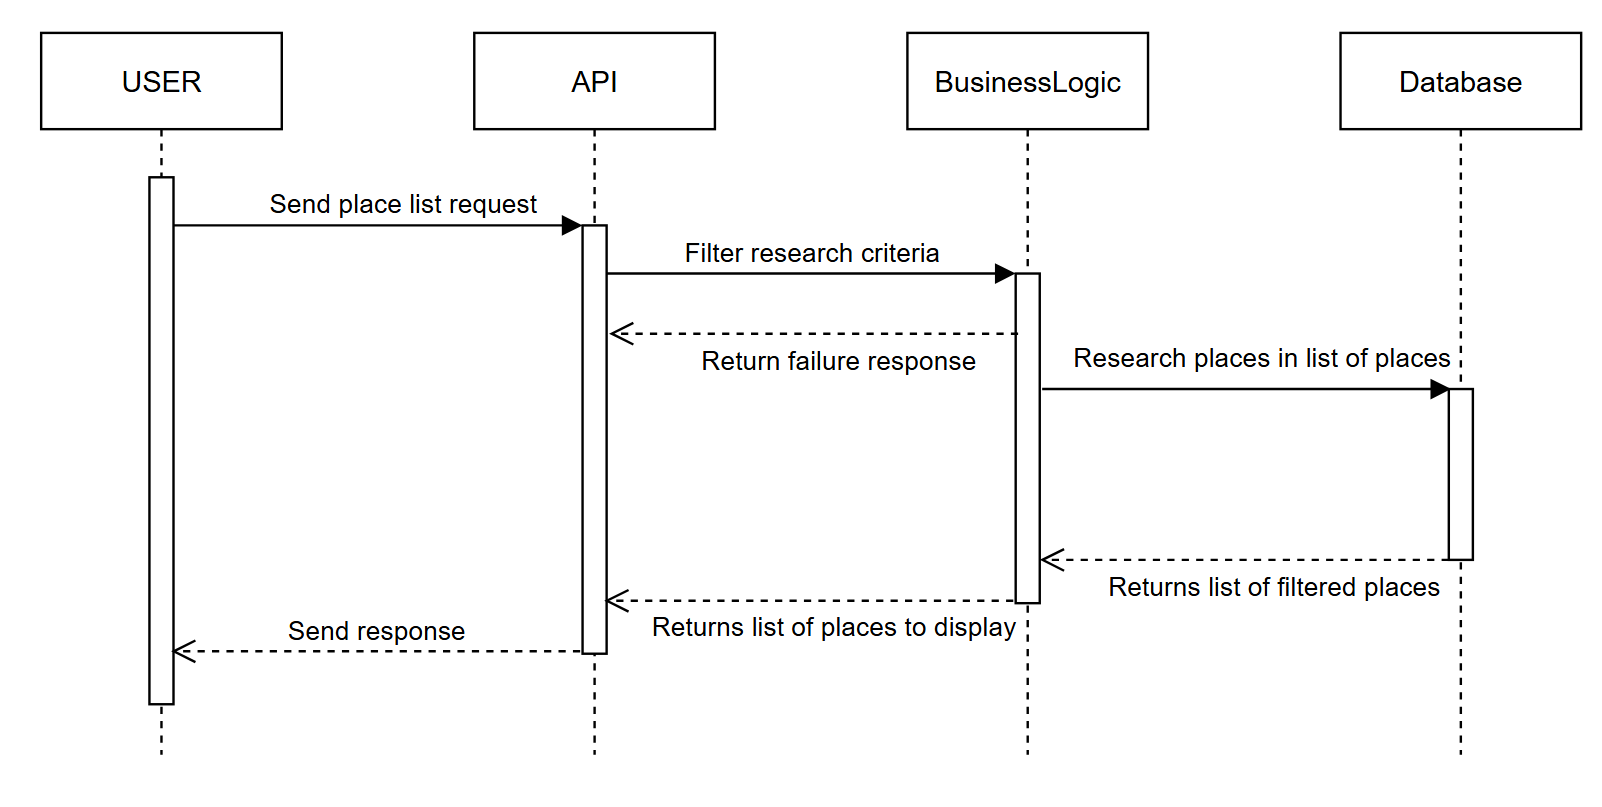 USER
API
BusinessLogic
Database
Send place list request
Filter research criteria
Return failure response
Research places in list of places
Returns list of filtered places
Returns list of places to display
Send response